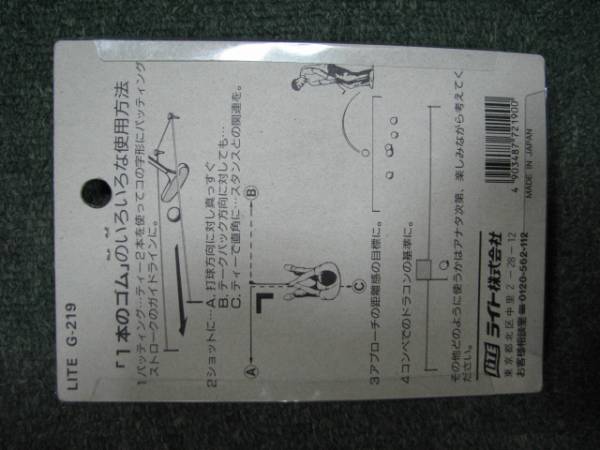 LITE G-219
「1本のゴム」のいろいろな使用方法
1パッティング…ティー2本を使ってコの字形にパッティング
ストロークのガイドラインに。
2ショットに…A. 打球方向に対し真っすぐ
B. テークバック方向に対しても…
C. ティーで直角に…スタンスとの関連を。
A
B
C
3アプローチの距離感の目標に。
4コンペでのドラコンの基準に。
その他どのように使うかはアナタ次第、楽しみながら考えてく
ださい。
LITE ライト株式会社
東京都北区中里2-28-12
お客様相談室☎0120-562-112
4 903487 721900
MADE IN JAPAN